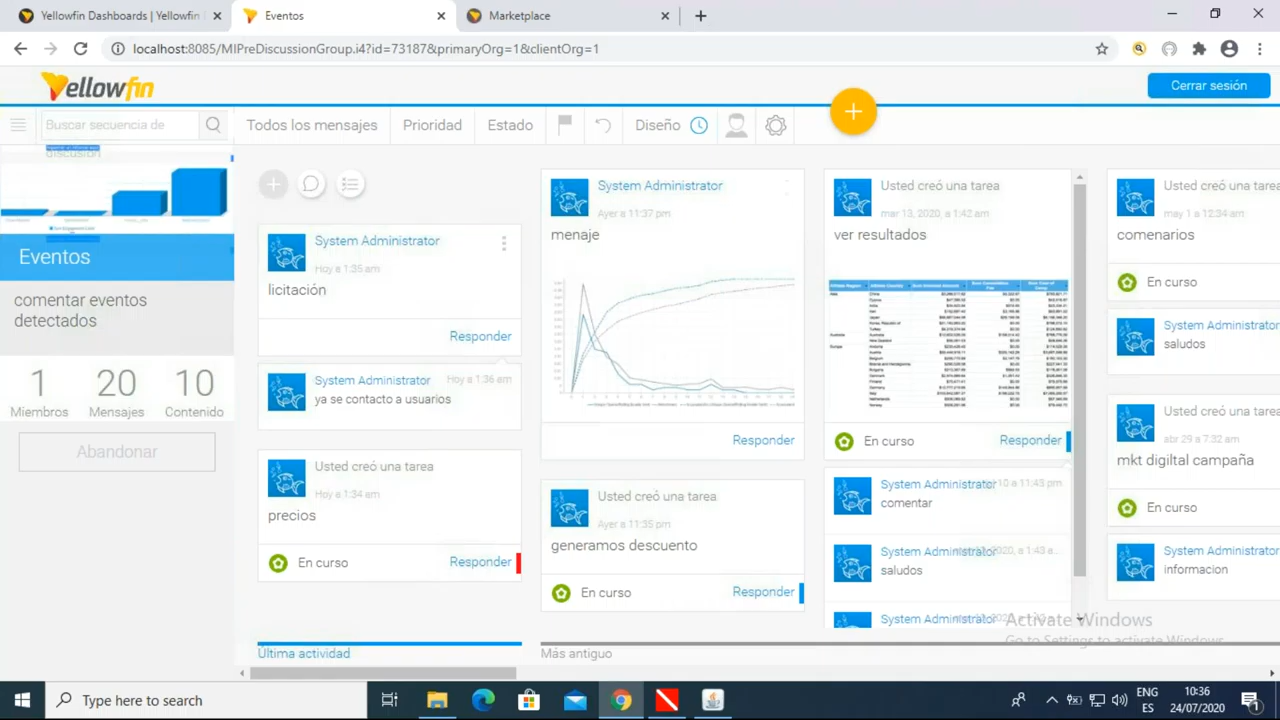 Yellowfin Dashboards | Yellowfin
Eventos
Marketplace
localhost:8085/MIPreDiscussionGroup.i4?id=73187&primaryOrg=1&clientOrg=1
Yellowfin
Cerrar sesión
Buscar secuencia de
discusión
Todos los mensajes
Prioridad
Estado
Diseño
Eventos
comentar eventos
detectados
1
20
10
Miembros
Mensajes
Contenido
Abandonar
System Administrator
Hoy a 1:35 am
licitación
Responder
System Administrator
Hoy a 1:36 am
ya se contacto a usuarios
Usted creó una tarea
Hoy a 1:34 am
precios
En curso
Responder
Última actividad
System Administrator
Ayer a 11:37 pm
menaje
Responder
Usted creó una tarea
Ayer a 11:35 pm
generamos descuento
En curso
Responder
Más antiguo
Usted creó una tarea
mar 13, 2020, a 1:42 am
ver resultados
En curso
Responder
System Administrator
10 a 11:43 pm
comentar
System Administrator
saludos
System Administrator
Usted creó una tarea
may 1 a 12:34 am
comenarios
En curso
System Administrator
saludos
Usted creó una tarea
abr 29 a 7:32 am
mkt digiltal campaña
En curso
System Administrator
informacion
Activate Windows
Go to Settings to activate Windows.
Type here to search
ENG
ES
10:36
24/07/2020
1